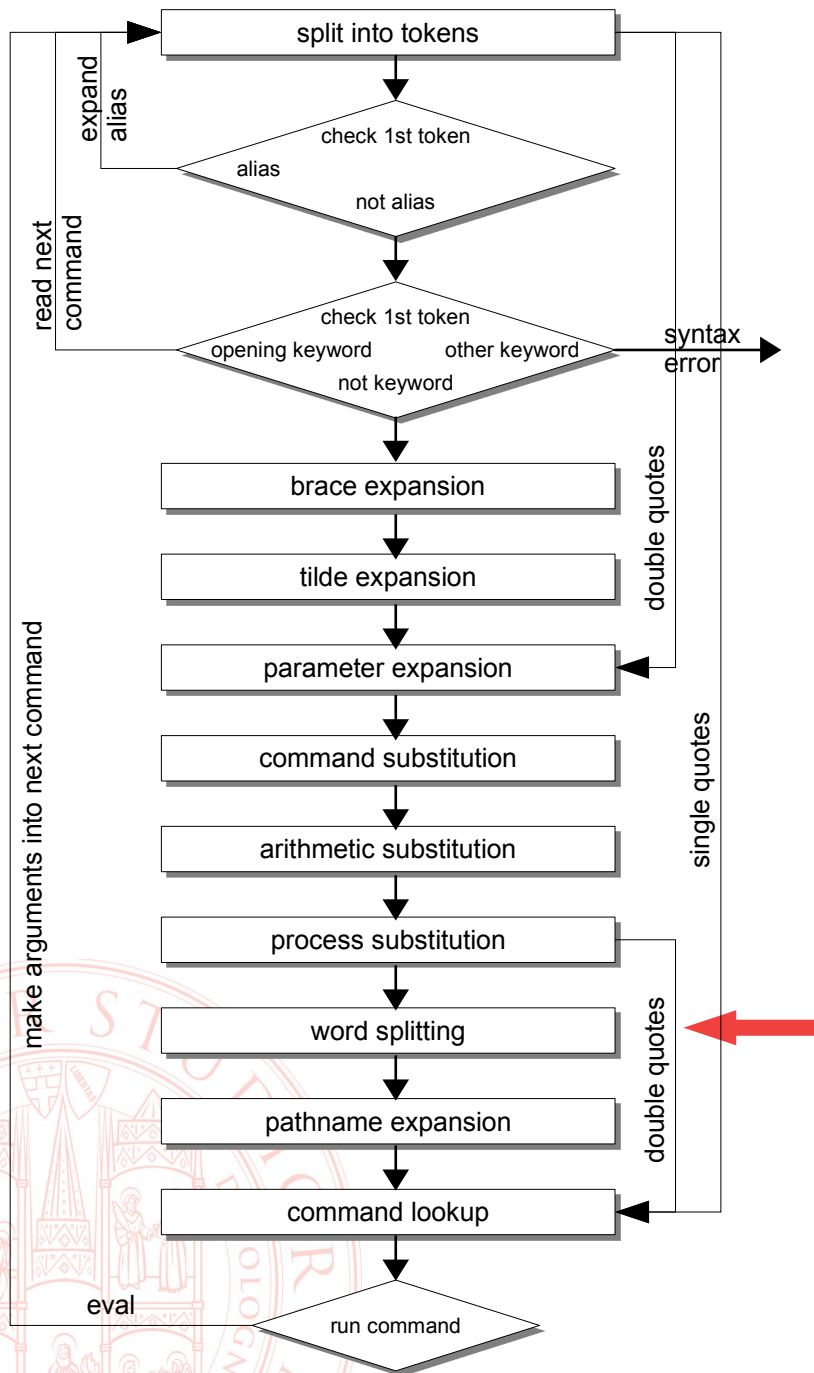 split into tokens
expand
alias
check 1st token
alias
not alias
read next
command
check 1st token
opening keyword other keyword
not keyword
syntax
error
brace expansion
double quotes
tilde expansion
parameter expansion
make arguments into next command
command substitution
single quotes
arithmetic substitution
process substitution
word splitting
double quotes
pathname expansion
command lookup
eval
run command
LIBERTAS